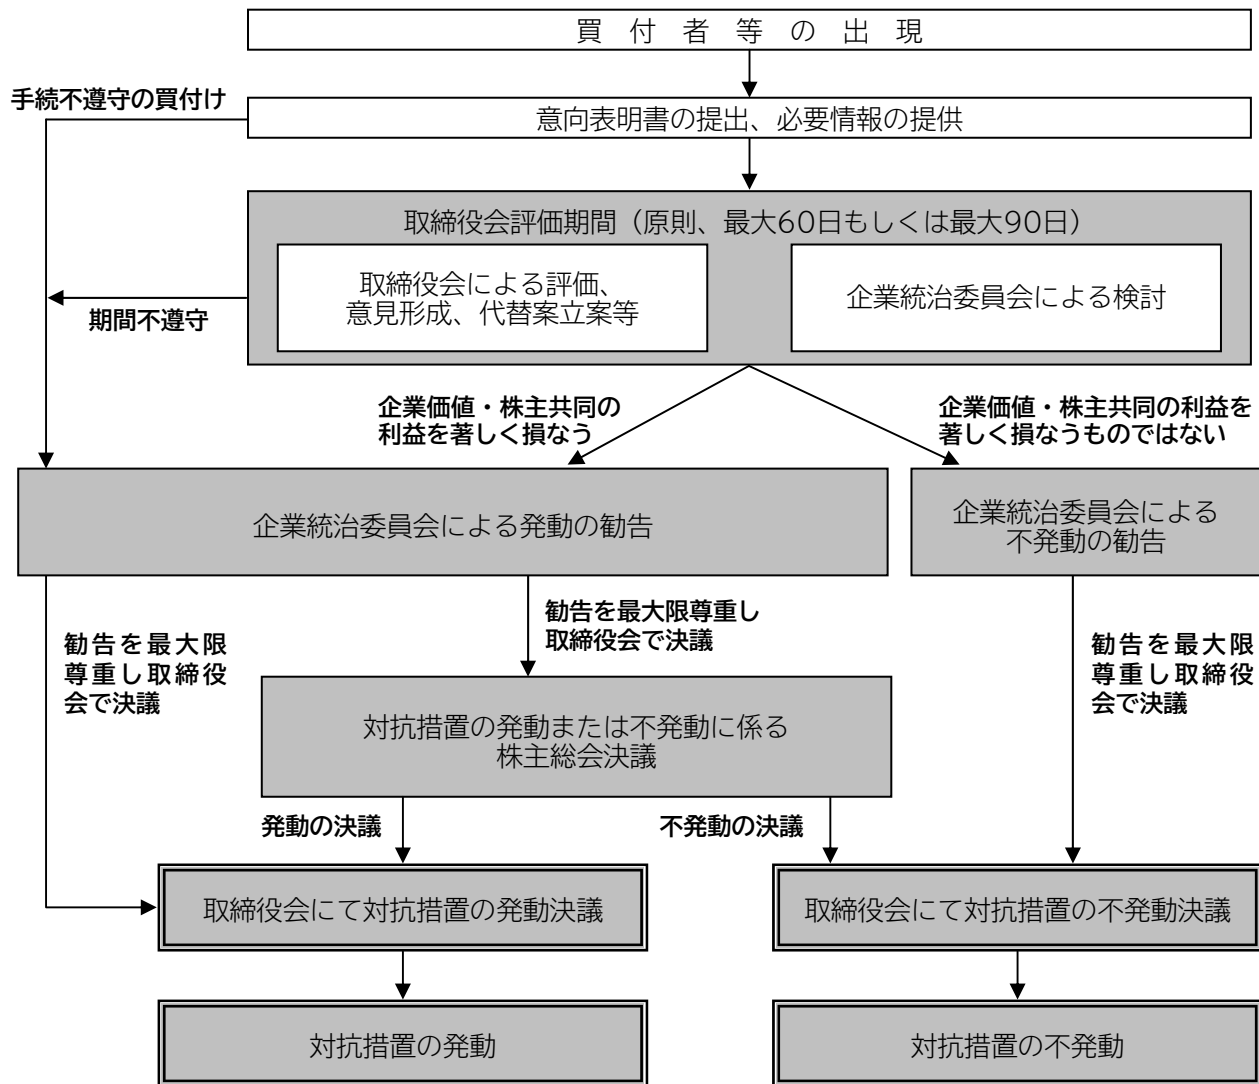 買付者等の出現
手続不遵守の買付け
意向表明書の提出、必要情報の提供
取締役会評価期間（原則、最大60日もしくは最大90日）
取締役会による評価、
意見形成、代替案立案等
企業統治委員会による検討
期間不遵守
企業価値・株主共同の
利益を著しく損なう
企業価値・株主共同の利益を
著しく損なうものではない
企業統治委員会による発動の勧告
企業統治委員会による
不発動の勧告
勧告を最大限
尊重し取締役
会で決議
勧告を最大限尊重し
取締役会で決議
勧告を最大限
尊重し取締役
会で決議
対抗措置の発動または不発動に係る
株主総会決議
発動の決議
不発動の決議
取締役会にて対抗措置の発動決議
取締役会にて対抗措置の不発動決議
対抗措置の発動
対抗措置の不発動